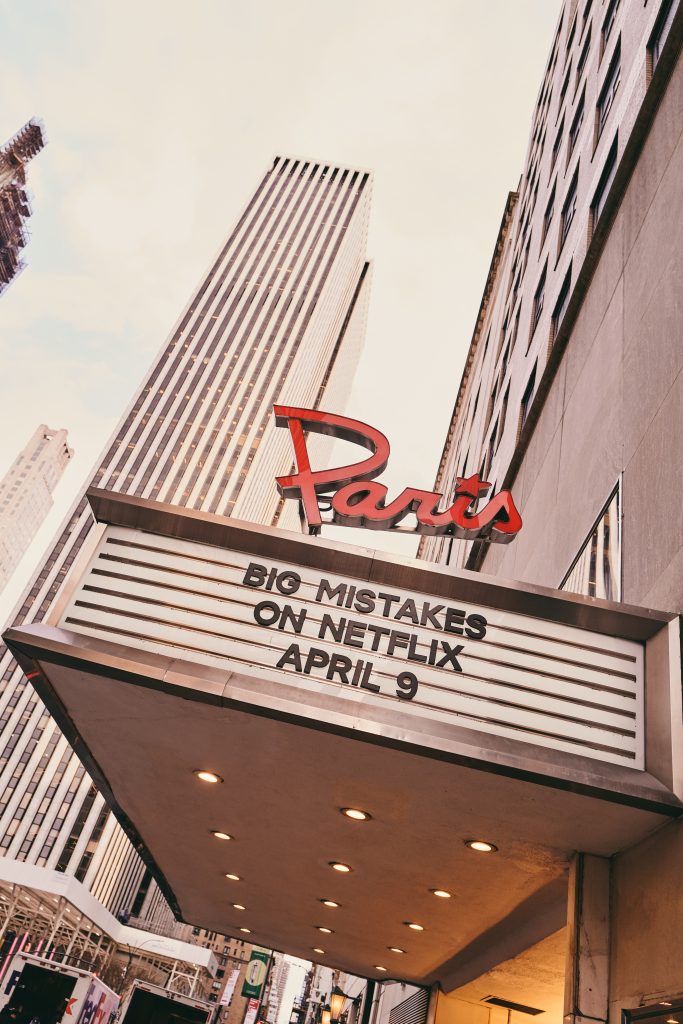 Paris
BIG MISTAKES
ON NETFLIX
APRIL 9